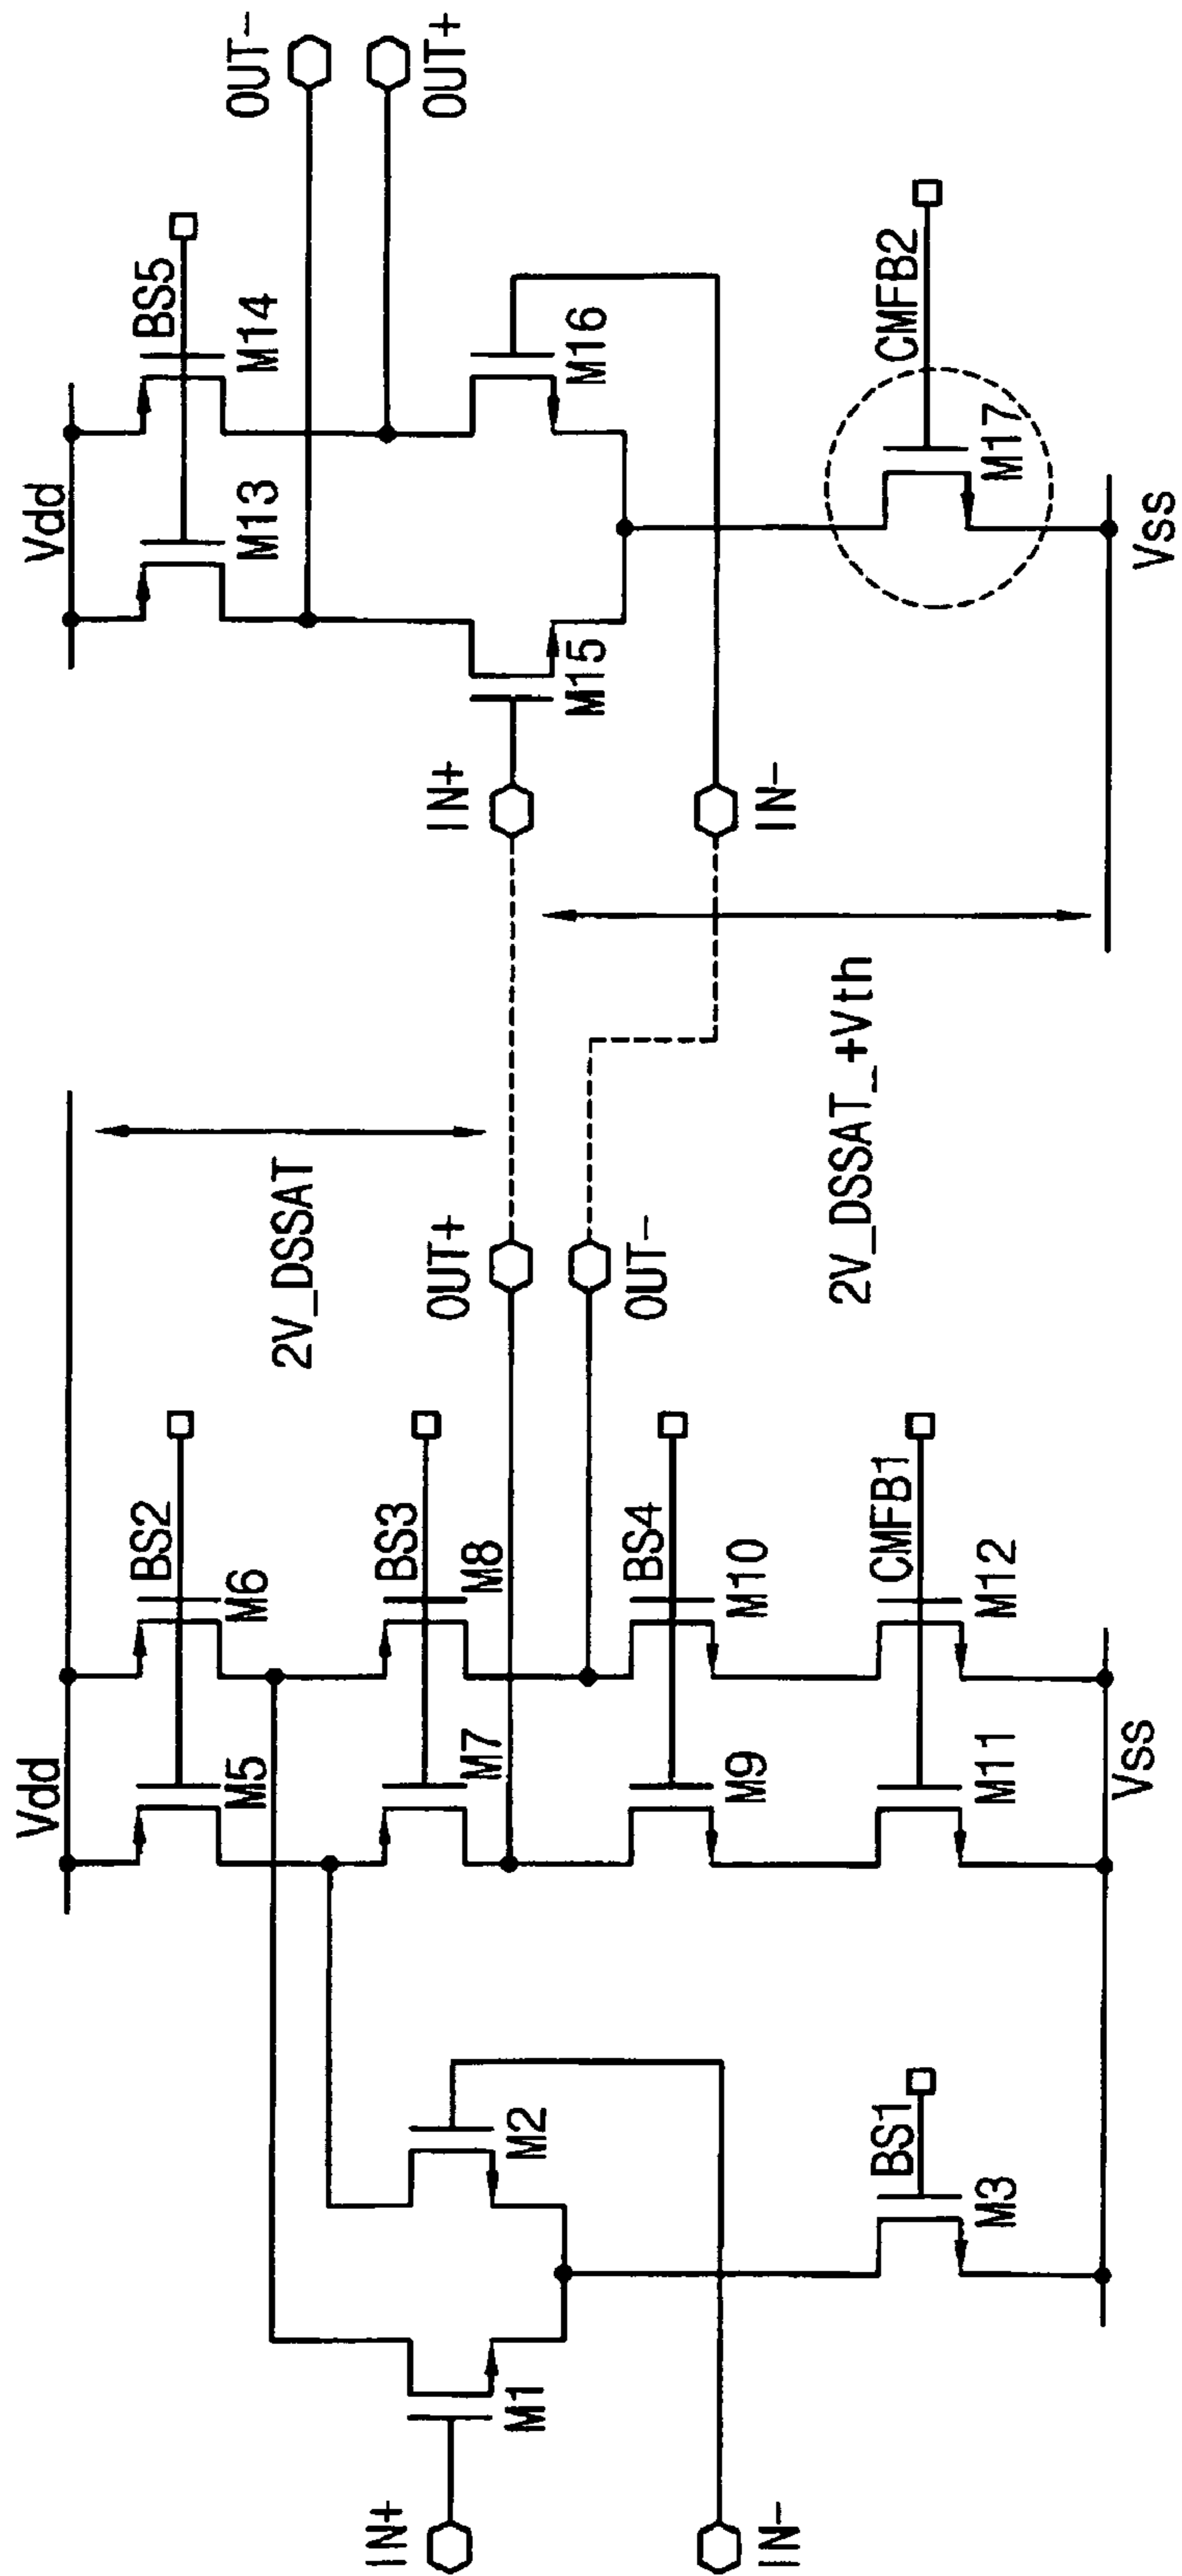 Vdd
Vdd
OUT-
OUT+
BS2
BS5
M5
M6
M13
M14
2V_DSSAT
BS3
M7
M8
IN+
M1
M2
OUT+
IN+
M15
M16
OUT-
BS4
M9
M10
IN-
IN-
2V_DSSAT_+Vth
BS1
M3
CMFB1
M11
M12
CMFB2
M17
Vss
Vss